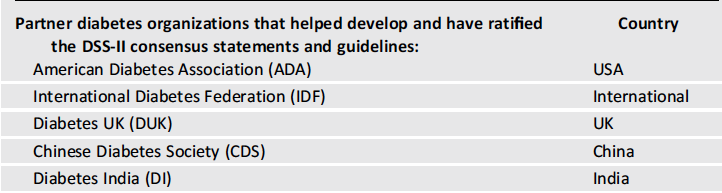 Partner diabetes organizations that helped develop and have ratified Country
the DSS-II consensus statements and guidelines:
American Diabetes Association (ADA) USA
International Diabetes Federation (IDF) International
Diabetes UK (DUK) UK
Chinese Diabetes Society (CDS) China
Diabetes India (DI) India